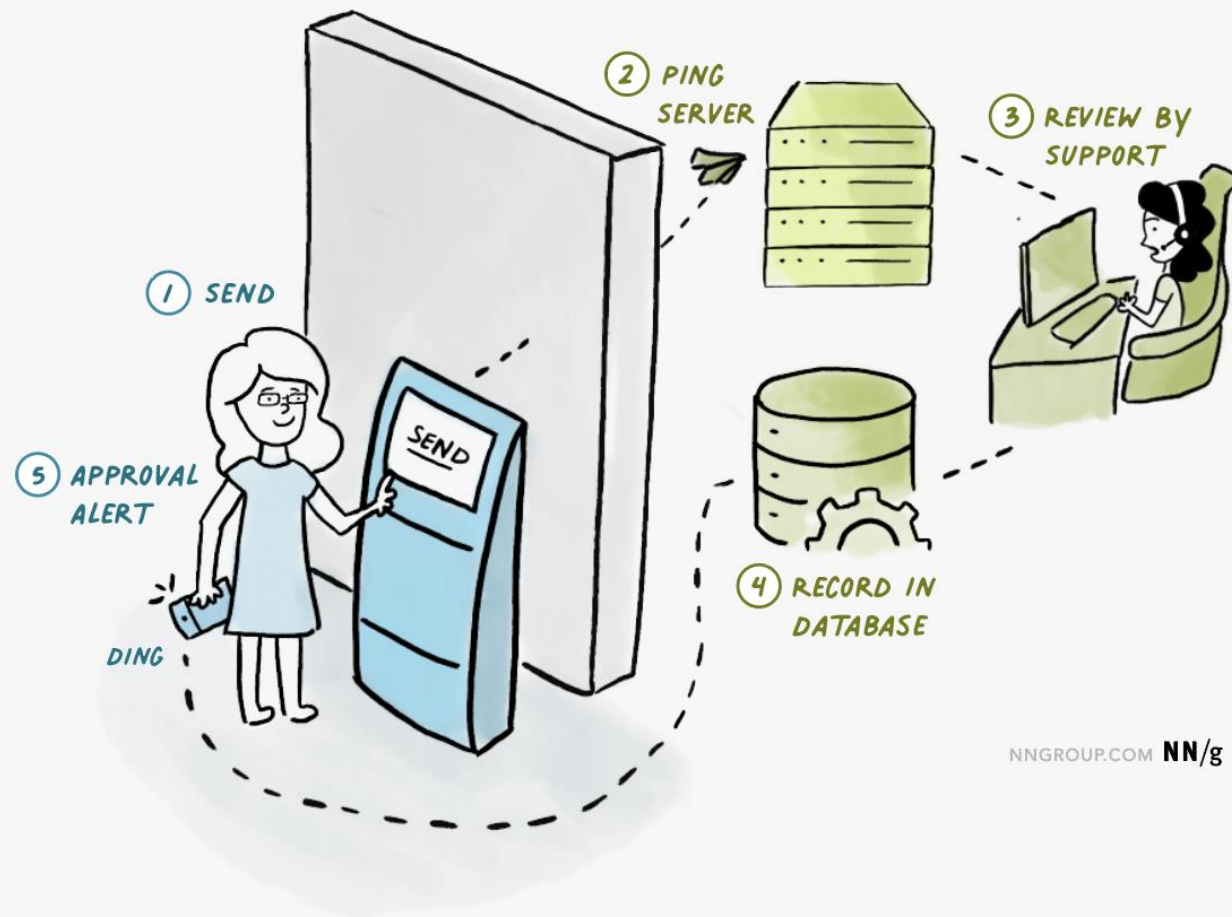 2 PING
SERVER
3 REVIEW BY
SUPPORT
1 SEND
SEND
5 APPROVAL
ALERT
4 RECORD IN
DATABASE
DING
NNGROUP.COM NN/g